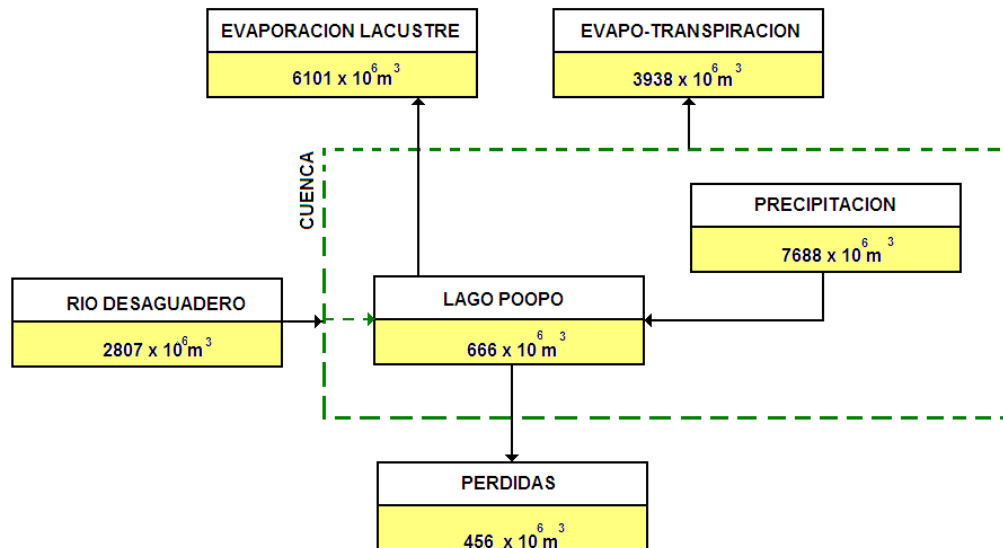 EVAPORACION LACUSTRE
6101 x 10⁶m³
EVAPO-TRANSPIRACION
3938 x 10⁶m³
CUENCA
PRECIPITACION
7688 x 10⁶m³
RIO DESAGUADERO
2807 x 10⁶m³
LAGO POOPO
666 x 10⁶m³
PERDIDAS
456 x 10⁶m³